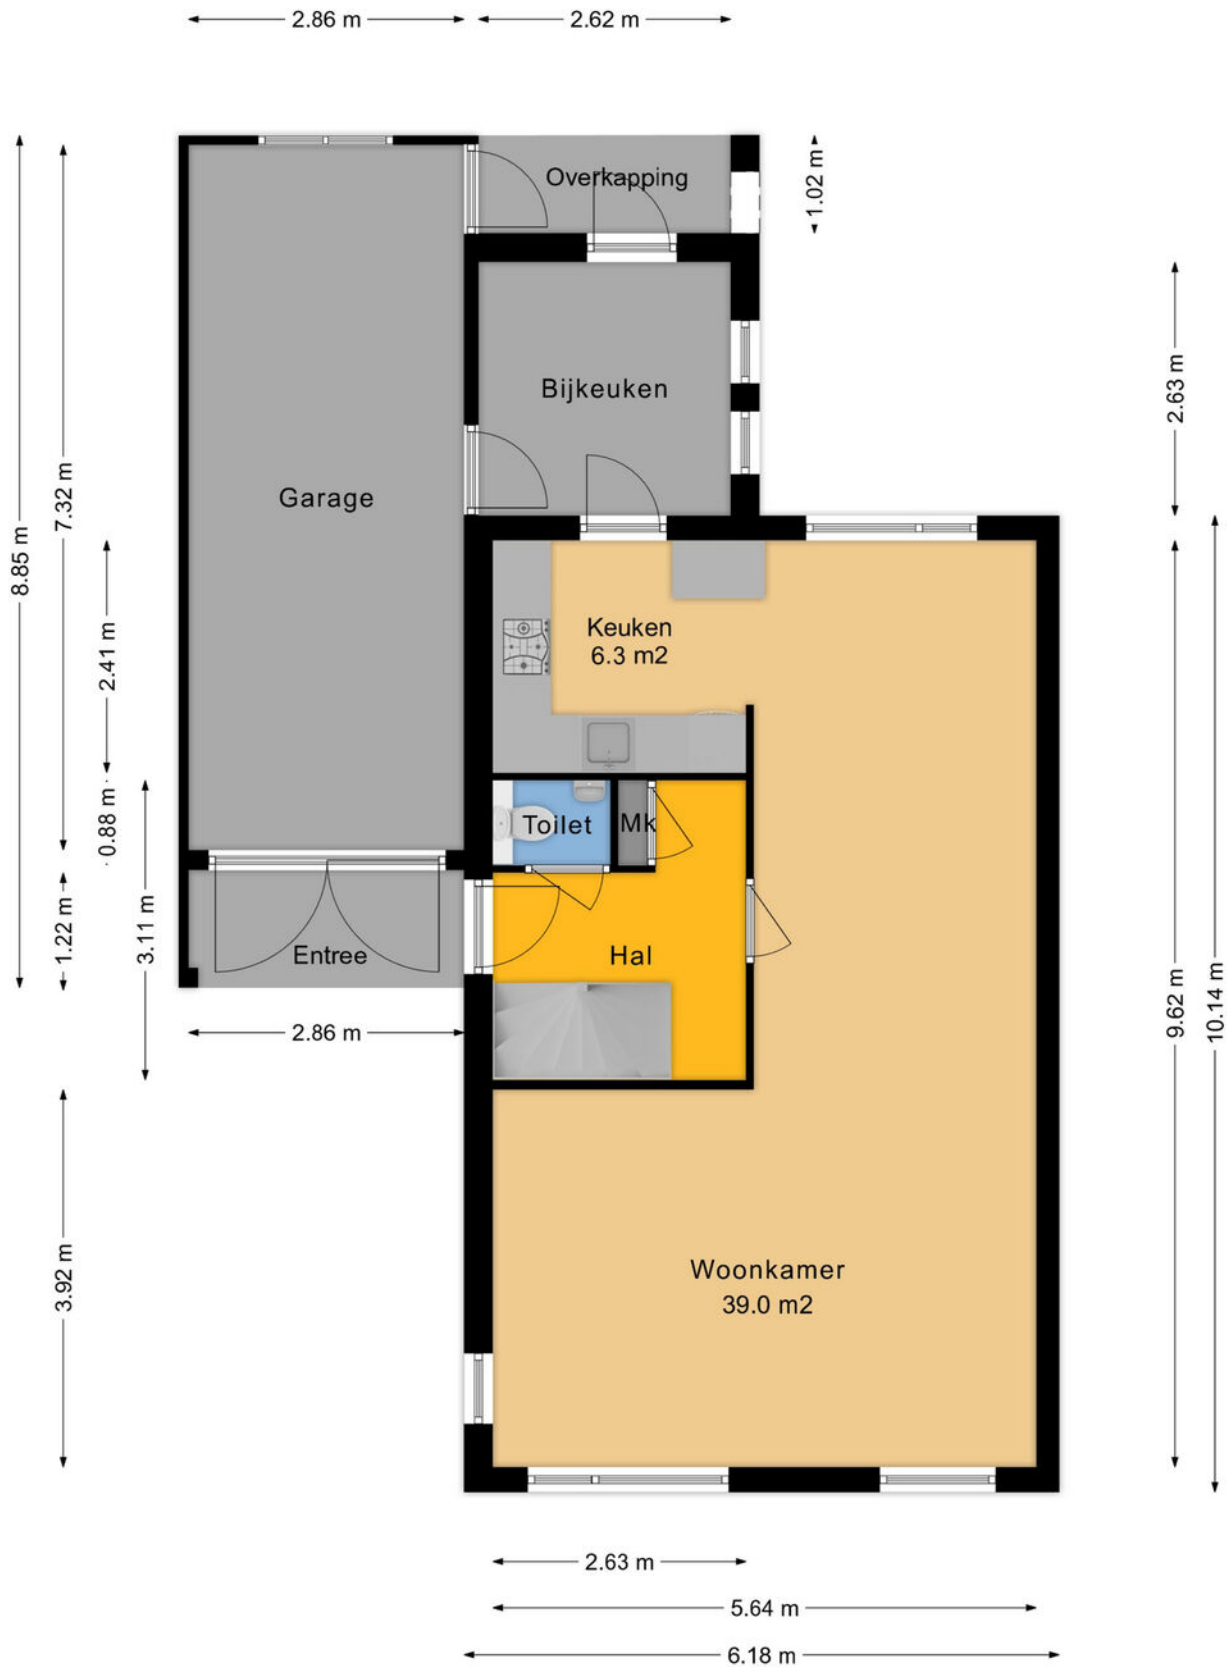 2.86 m
2.62 m
Overkapping
1.02 m
Bijkeuken
2.63 m
Garage
7.32 m
8.85 m
2.41 m
Keuken
6.3 m2
0.88 m
Toilet
Mk
1.22 m
3.11 m
Entree
Hal
2.86 m
9.62 m
10.14 m
3.92 m
Woonkamer
39.0 m2
2.63 m
5.64 m
6.18 m